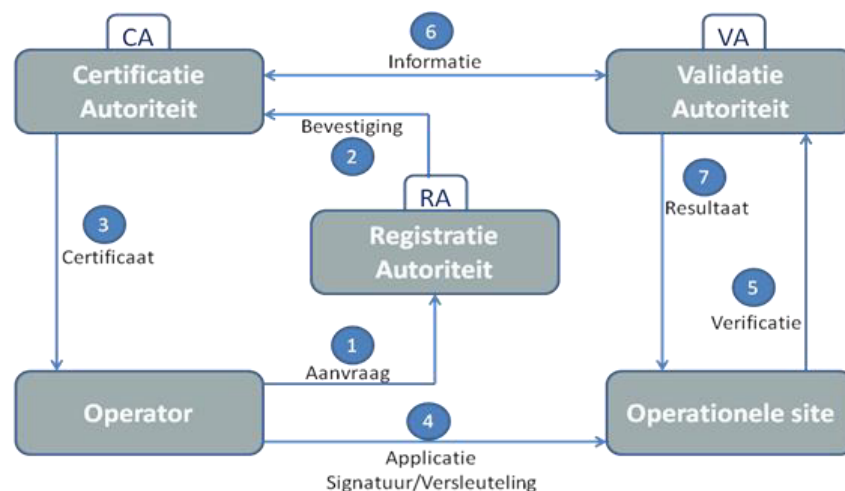 CA
6
VA
Certificatie
Autoriteit
Informatie
Validatie
Autoriteit
Bevestiging
2
7
Resultaat
RA
3
Certificaat
Registratie
Autoriteit
5
Verificatie
1
Aanvraag
Operator
4
Operationele site
Applicatie
Signatuur/Versleuteling